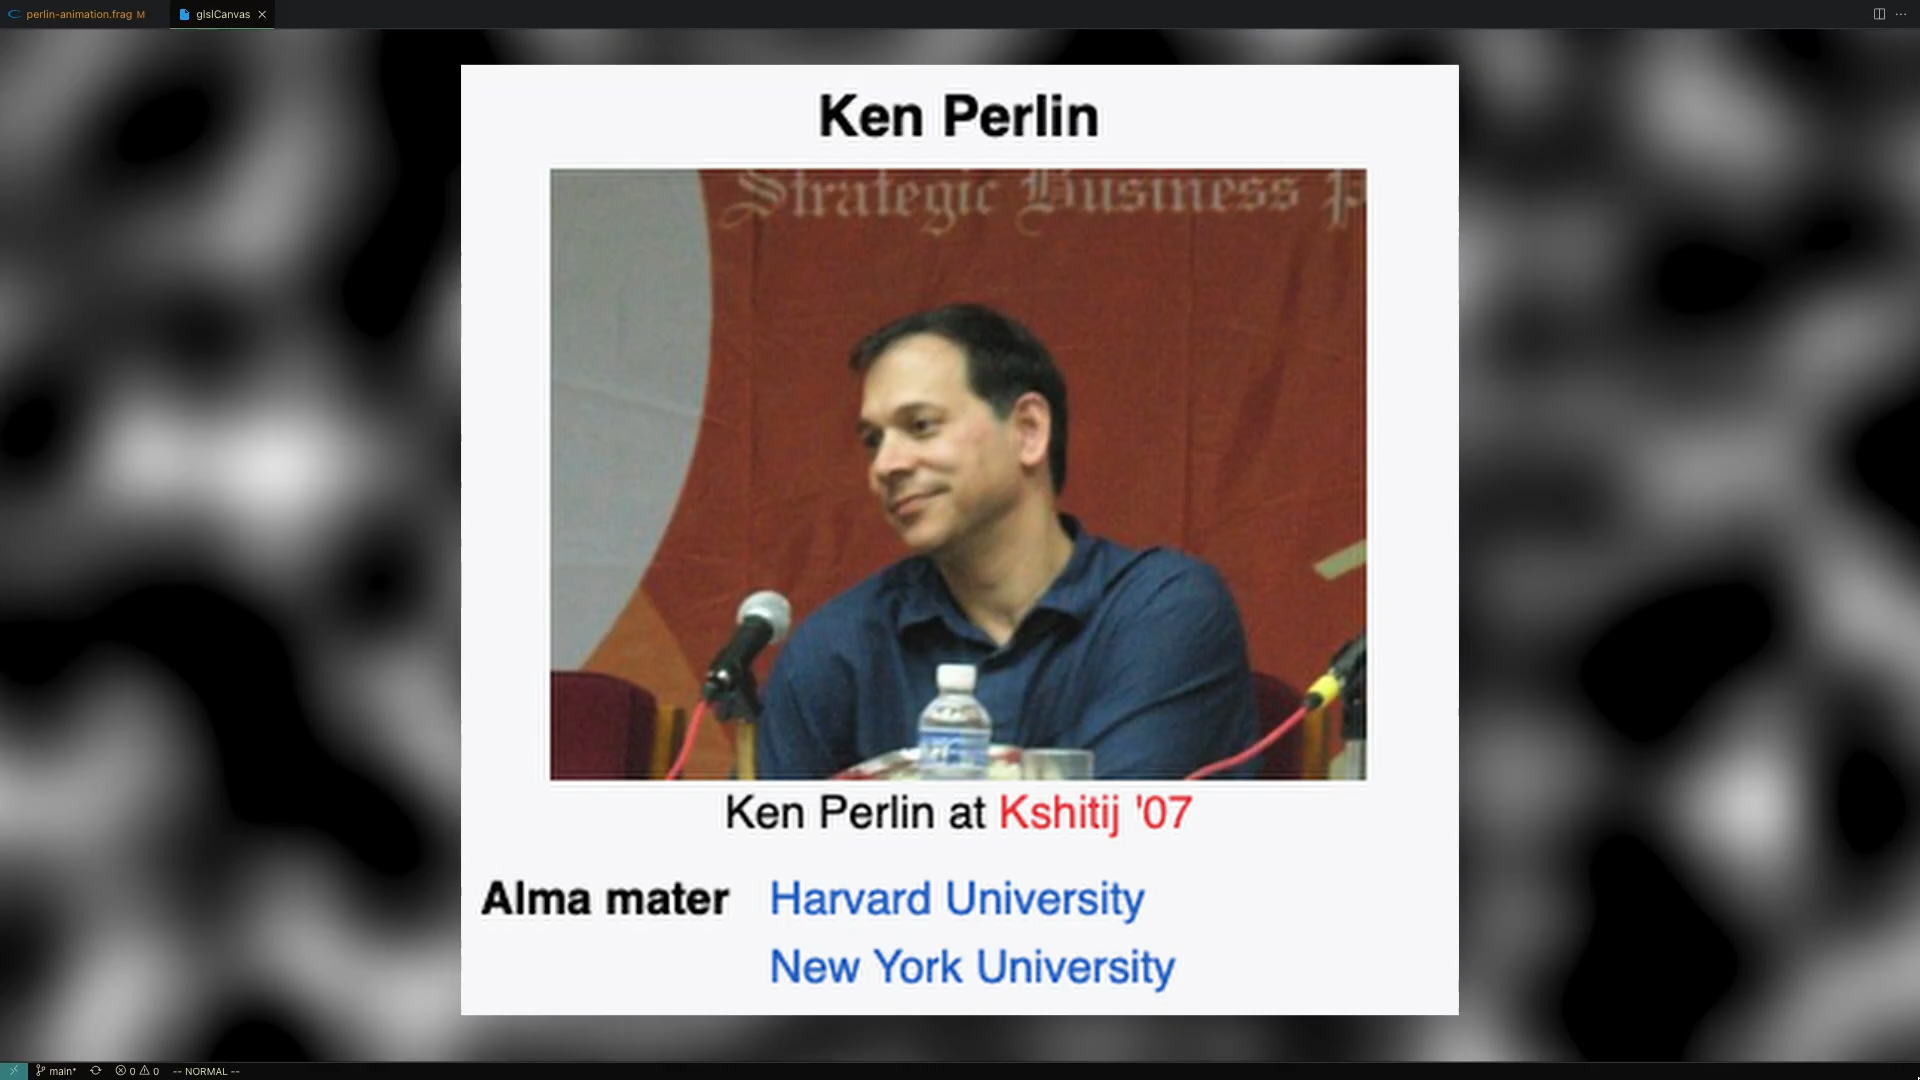 perlin-animation.frag M
glslCanvas
Ken Perlin
Strategic Business P
Ken Perlin at Kshitij '07
Alma mater Harvard University
New York University
main* 0 0 -- NORMAL --